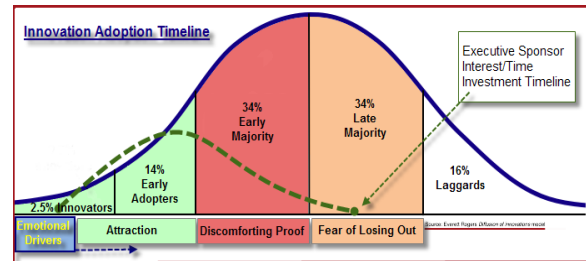 Innovation Adoption Timeline
Executive Sponsor
Interest/Time
Investment Timeline
34%
Early
Majority
34%
Late
Majority
14%
Early
Adopters
16%
Laggards
2.5% Innovators
Emotional
Drivers
Attraction
Discomforting Proof
Fear of Losing Out
Source: Everett Rogers Diffusion of innovations model